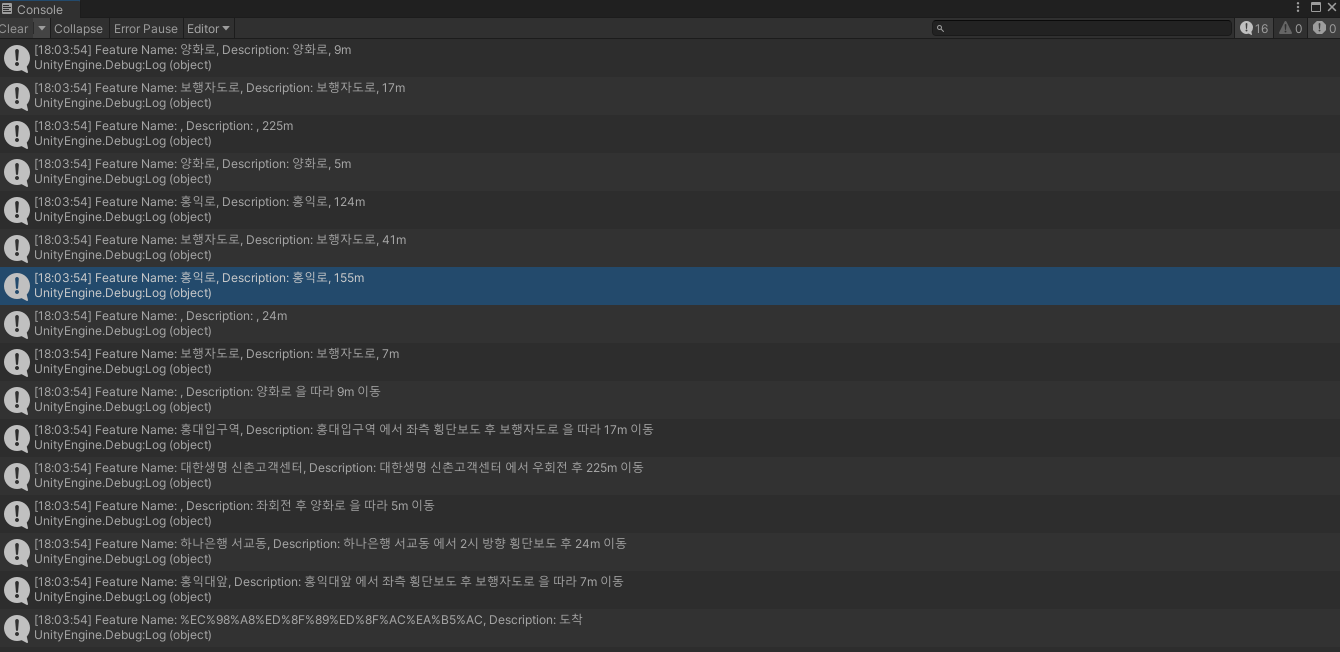 Console
Clear Collapse Error Pause Editor 16 0 0
[18:03:54] Feature Name: 양화로, Description: 양화로, 9m
UnityEngine.Debug:Log (object)
[18:03:54] Feature Name: 보행자도로, Description: 보행자도로, 17m
UnityEngine.Debug:Log (object)
[18:03:54] Feature Name: , Description: , 225m
UnityEngine.Debug:Log (object)
[18:03:54] Feature Name: 양화로, Description: 양화로, 5m
UnityEngine.Debug:Log (object)
[18:03:54] Feature Name: 홍익로, Description: 홍익로, 124m
UnityEngine.Debug:Log (object)
[18:03:54] Feature Name: 보행자도로, Description: 보행자도로, 41m
UnityEngine.Debug:Log (object)
[18:03:54] Feature Name: 홍익로, Description: 홍익로, 155m
UnityEngine.Debug:Log (object)
[18:03:54] Feature Name: , Description: , 24m
UnityEngine.Debug:Log (object)
[18:03:54] Feature Name: 보행자도로, Description: 보행자도로, 7m
UnityEngine.Debug:Log (object)
[18:03:54] Feature Name: , Description: 양화로 을 따라 9m 이동
UnityEngine.Debug:Log (object)
[18:03:54] Feature Name: 홍대입구역, Description: 홍대입구역 에서 좌측 횡단보도 후 보행자도로 을 따라 17m 이동
UnityEngine.Debug:Log (object)
[18:03:54] Feature Name: 대한생명 신촌고객센터, Description: 대한생명 신촌고객센터 에서 우회전 후 225m 이동
UnityEngine.Debug:Log (object)
[18:03:54] Feature Name: , Description: 좌회전 후 양화로 을 따라 5m 이동
UnityEngine.Debug:Log (object)
[18:03:54] Feature Name: 하나은행 서교동, Description: 하나은행 서교동 에서 2시 방향 횡단보도 후 24m 이동
UnityEngine.Debug:Log (object)
[18:03:54] Feature Name: 홍익대앞, Description: 홍익대앞 에서 좌측 횡단보도 후 보행자도로 을 따라 7m 이동
UnityEngine.Debug:Log (object)
[18:03:54] Feature Name: %EC%98%A8%ED%8F%89%ED%8F%AC%EA%B5%AC, Description: 도착
UnityEngine.Debug:Log (object)